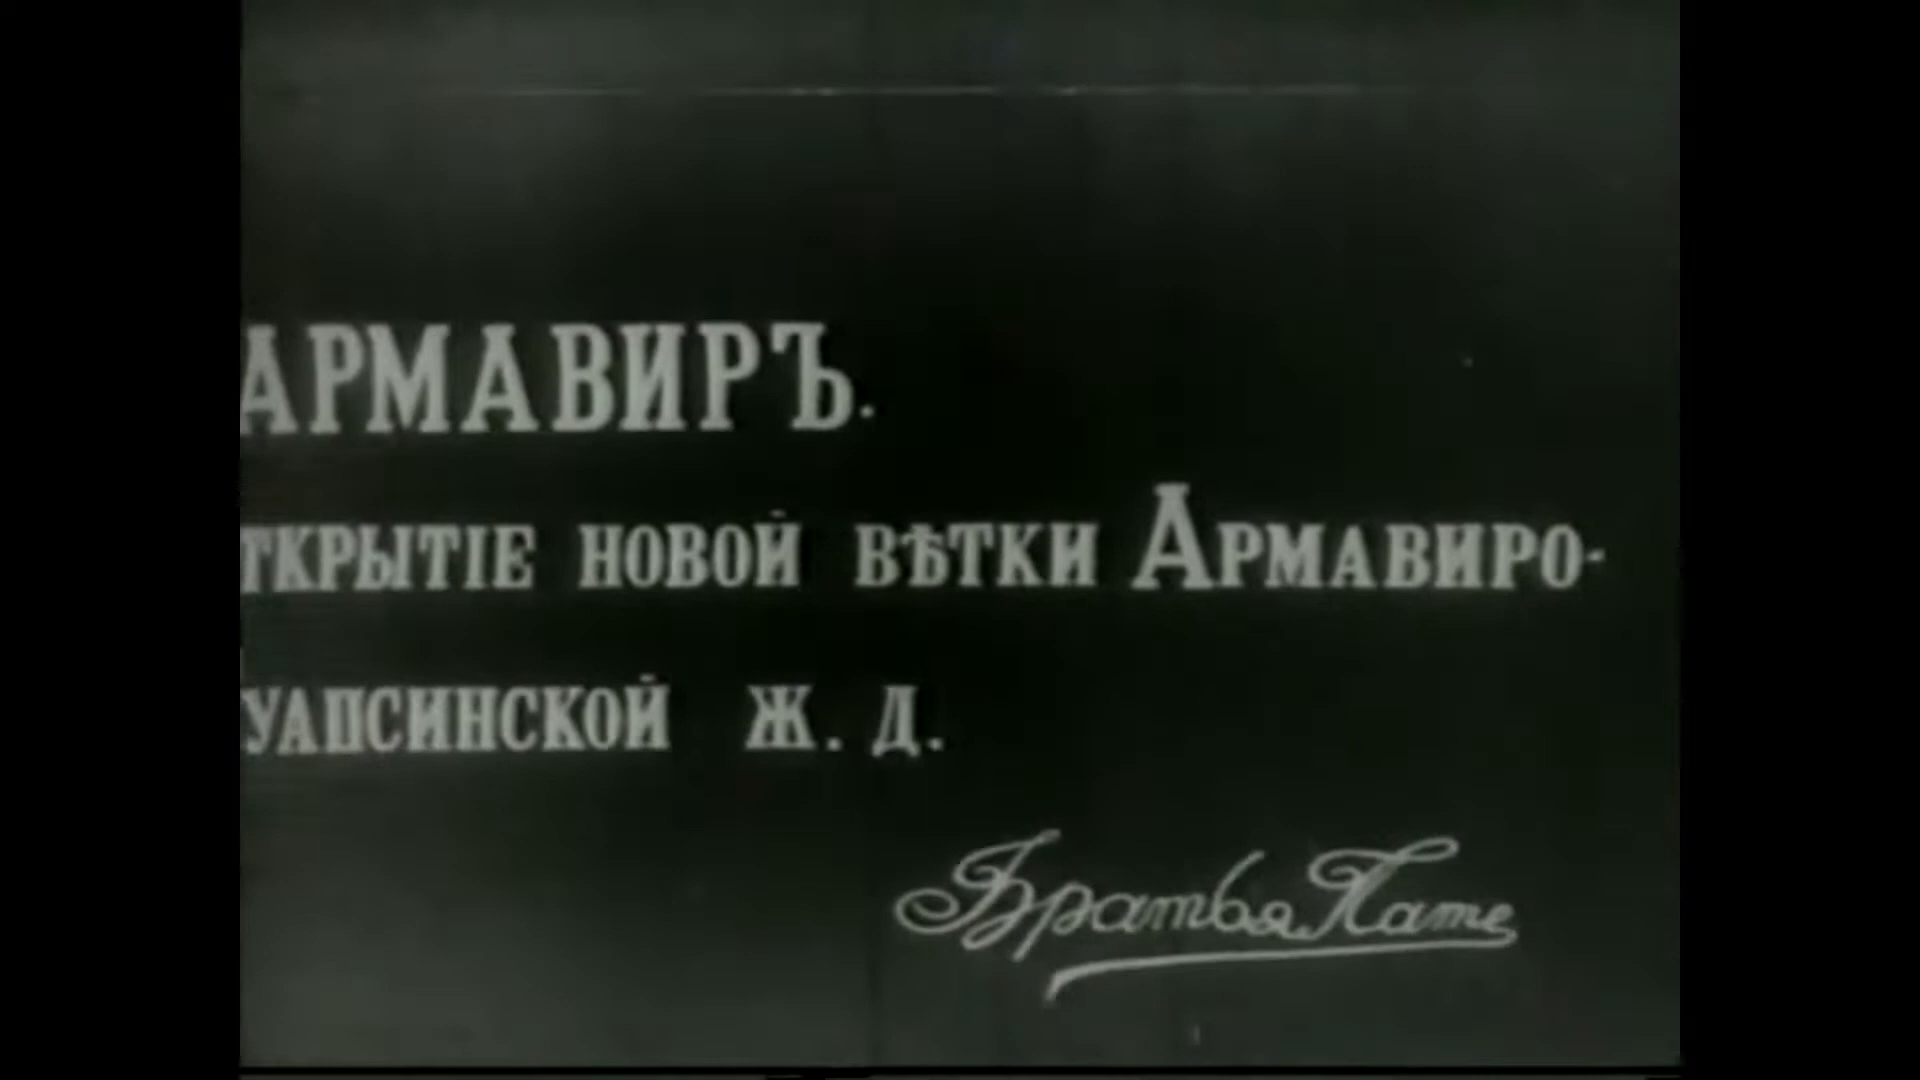 АРМАВИРЪ.
ТКРЫТІЕ НОВОЙ ВѢТКИ АРМАВИРО-
УАПСИНСКОЙ Ж. Д.
Братья Пате